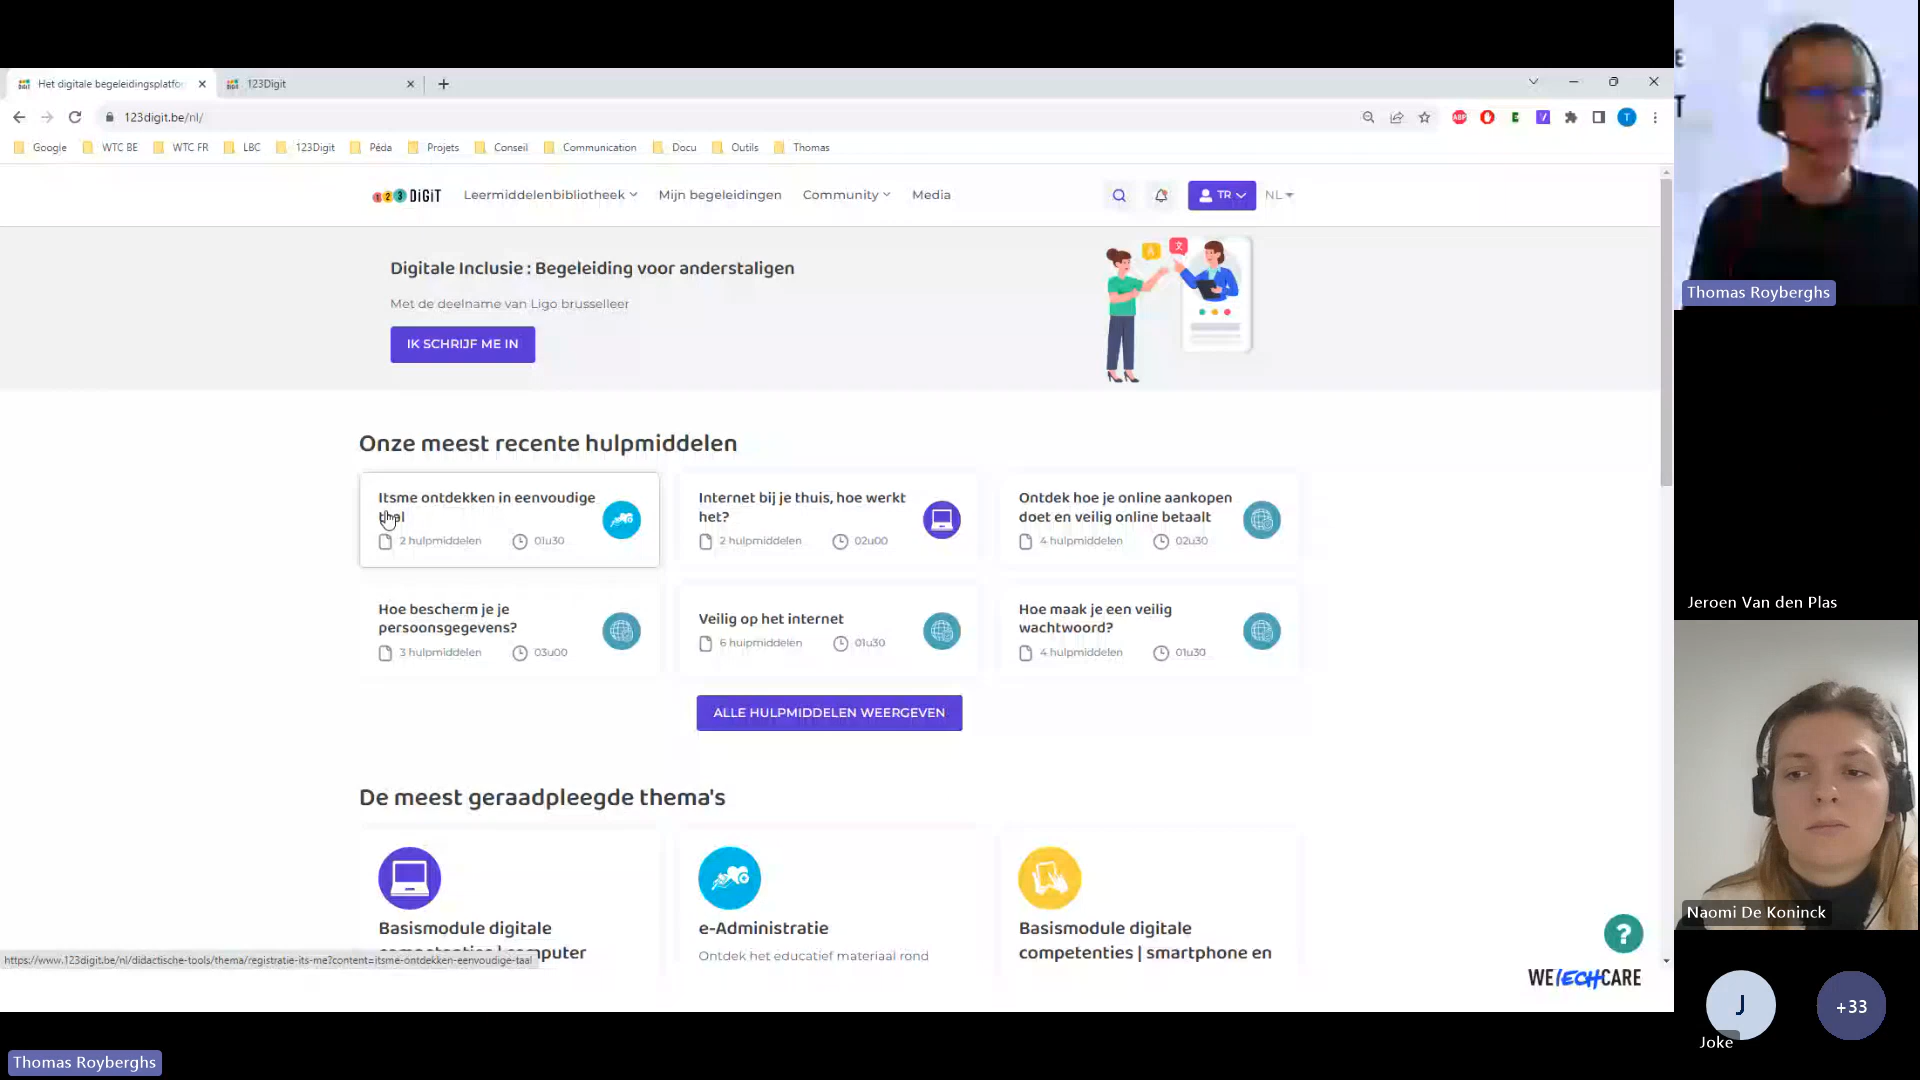 Het digitale begeleidingsplatfo
123Digit
123digit.be/nl/
Google
WTC BE
WTC FR
LBC
123Digit
Péda
Projets
Conseil
Communication
Docu
Outils
Thomas
ABP
T
123 DiGiT
Leermiddelenbibliotheek
Mijn begeleidingen
Community
Media
TR
NL
Digitale Inclusie : Begeleiding voor anderstaligen
Met de deelname van Ligo brusselleer
IK SCHRIJF ME IN
Onze meest recente hulpmiddelen
Itsme ontdekken in eenvoudige
taal
2 hulpmiddelen
01u30
Internet bij je thuis, hoe werkt
het?
2 hulpmiddelen
02u00
Ontdek hoe je online aankopen
doet en veilig online betaalt
4 hulpmiddelen
02u30
Hoe bescherm je je
persoonsgegevens?
3 hulpmiddelen
03u00
Veilig op het internet
6 hulpmiddelen
01u30
Hoe maak je een veilig
wachtwoord?
4 hulpmiddelen
01u30
ALLE HULPMIDDELEN WEERGEVEN
De meest geraadpleegde thema's
Basismodule digitale
competenties | computer
e-Administratie
Ontdek het educatief materiaal rond
Basismodule digitale
competenties | smartphone en
https://www.123digit.be/nl/didactische-tools/thema/registratie-its-me?content=itsme-ontdekken-eenvoudige-taal
?
WETECHCARE
Thomas Royberghs
Thomas Royberghs
Jeroen Van den Plas
Naomi De Koninck
J
Joke
+33